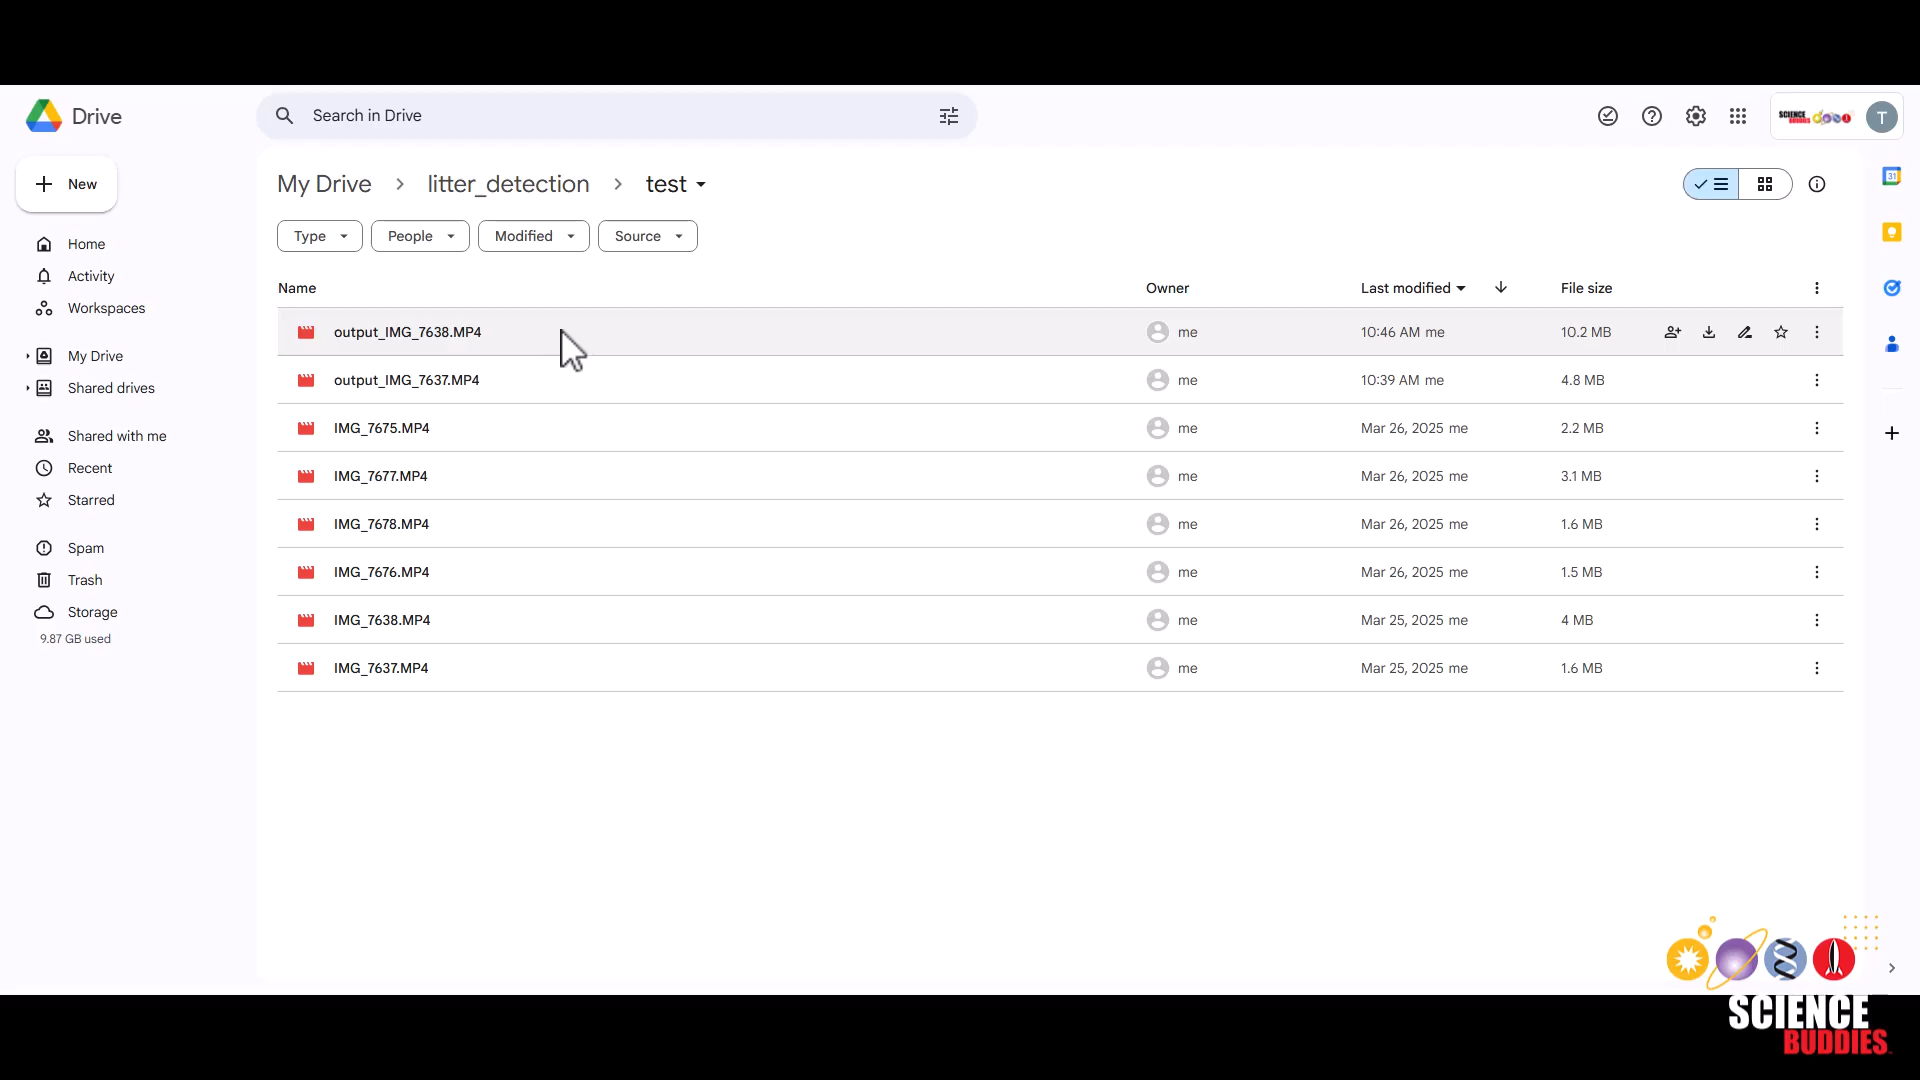 Drive
Search in Drive
SCIENCE BUDDIES
T
New
My Drive > litter_detection > test
31
Type People Modified Source
Home
Activity
Workspaces
My Drive
Shared drives
Shared with me
Recent
Starred
Spam
Trash
Storage
9.87 GB used
Name Owner Last modified File size
output_IMG_7638.MP4 me 10:46 AM me 10.2 MB
output_IMG_7637.MP4 me 10:39 AM me 4.8 MB
IMG_7675.MP4 me Mar 26, 2025 me 2.2 MB
IMG_7677.MP4 me Mar 26, 2025 me 3.1 MB
IMG_7678.MP4 me Mar 26, 2025 me 1.6 MB
IMG_7676.MP4 me Mar 26, 2025 me 1.5 MB
IMG_7638.MP4 me Mar 25, 2025 me 4 MB
IMG_7637.MP4 me Mar 25, 2025 me 1.6 MB
SCIENCE
BUDDIES